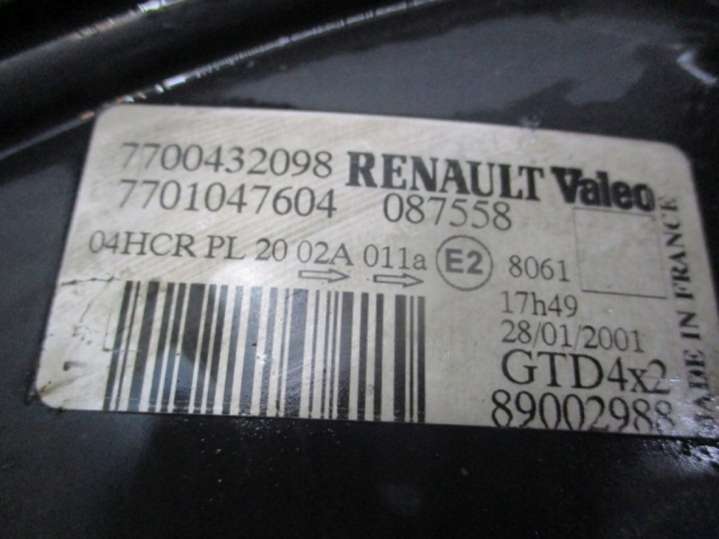 7700432098 RENAULT Valeo
7701047604 087558
04HCR PL 20 02A 011a E2 8061
17h49
28/01/2001
GTD4x2
89002988
MADE IN FRANCE